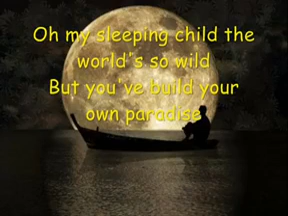 Oh my sleeping child the
world's so wild
But you've build your
own paradise